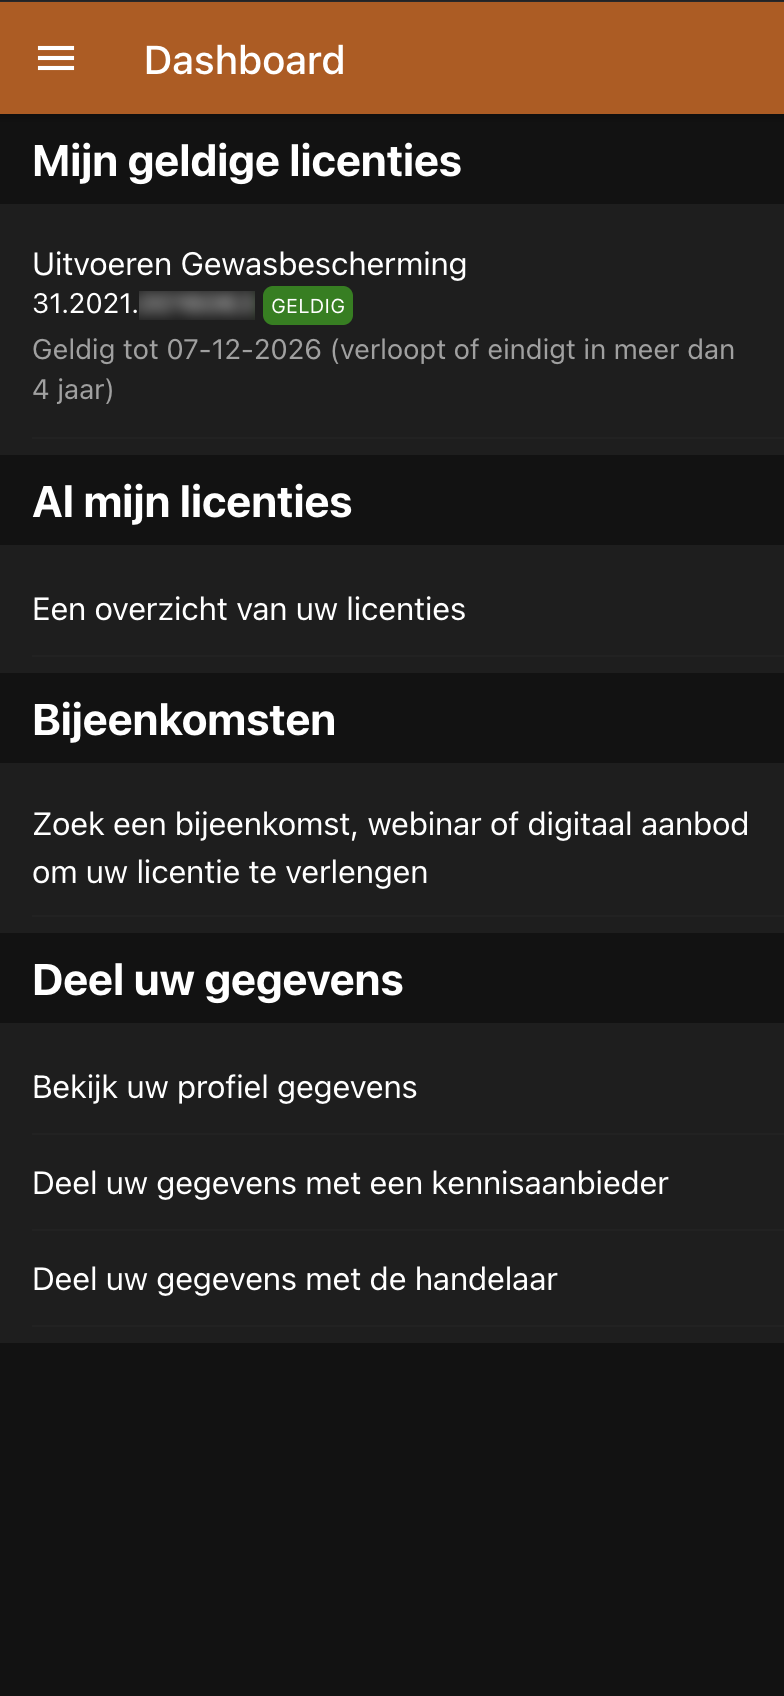 Dashboard
Mijn geldige licenties
Uitvoeren Gewasbescherming
31.2021. GELDIG
Geldig tot 07-12-2026 (verloopt of eindigt in meer dan
4 jaar)
Al mijn licenties
Een overzicht van uw licenties
Bijeenkomsten
Zoek een bijeenkomst, webinar of digitaal aanbod
om uw licentie te verlengen
Deel uw gegevens
Bekijk uw profiel gegevens
Deel uw gegevens met een kennisaanbieder
Deel uw gegevens met de handelaar